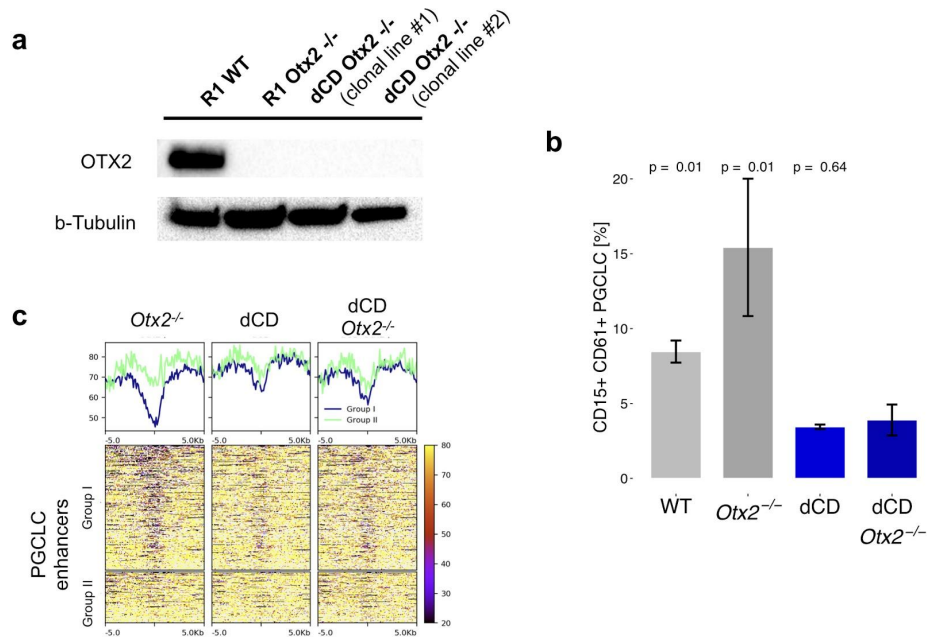 a
R1 WT
R1 Otx2 -/-
dCD Otx2 -/-
(clonal line #1)
dCD Otx2 -/-
(clonal line #2)
OTX2
b-Tubulin
b
p = 0.01
p = 0.01
p = 0.64
CD15+ CD61+ PGCLC [%]
20
15
10
5
0
WT
Otx2−/−
dCD
dCD
Otx2−/−
c
Otx2-/-
dCD
dCD
Otx2-/-
80
70
60
50
Group I
Group II
-5.0 5.0Kb
-5.0 5.0Kb
-5.0 5.0Kb
PGCLC
enhancers
Group I
Group II
80
70
60
50
40
30
20
-5.0 5.0Kb
-5.0 5.0Kb
-5.0 5.0Kb